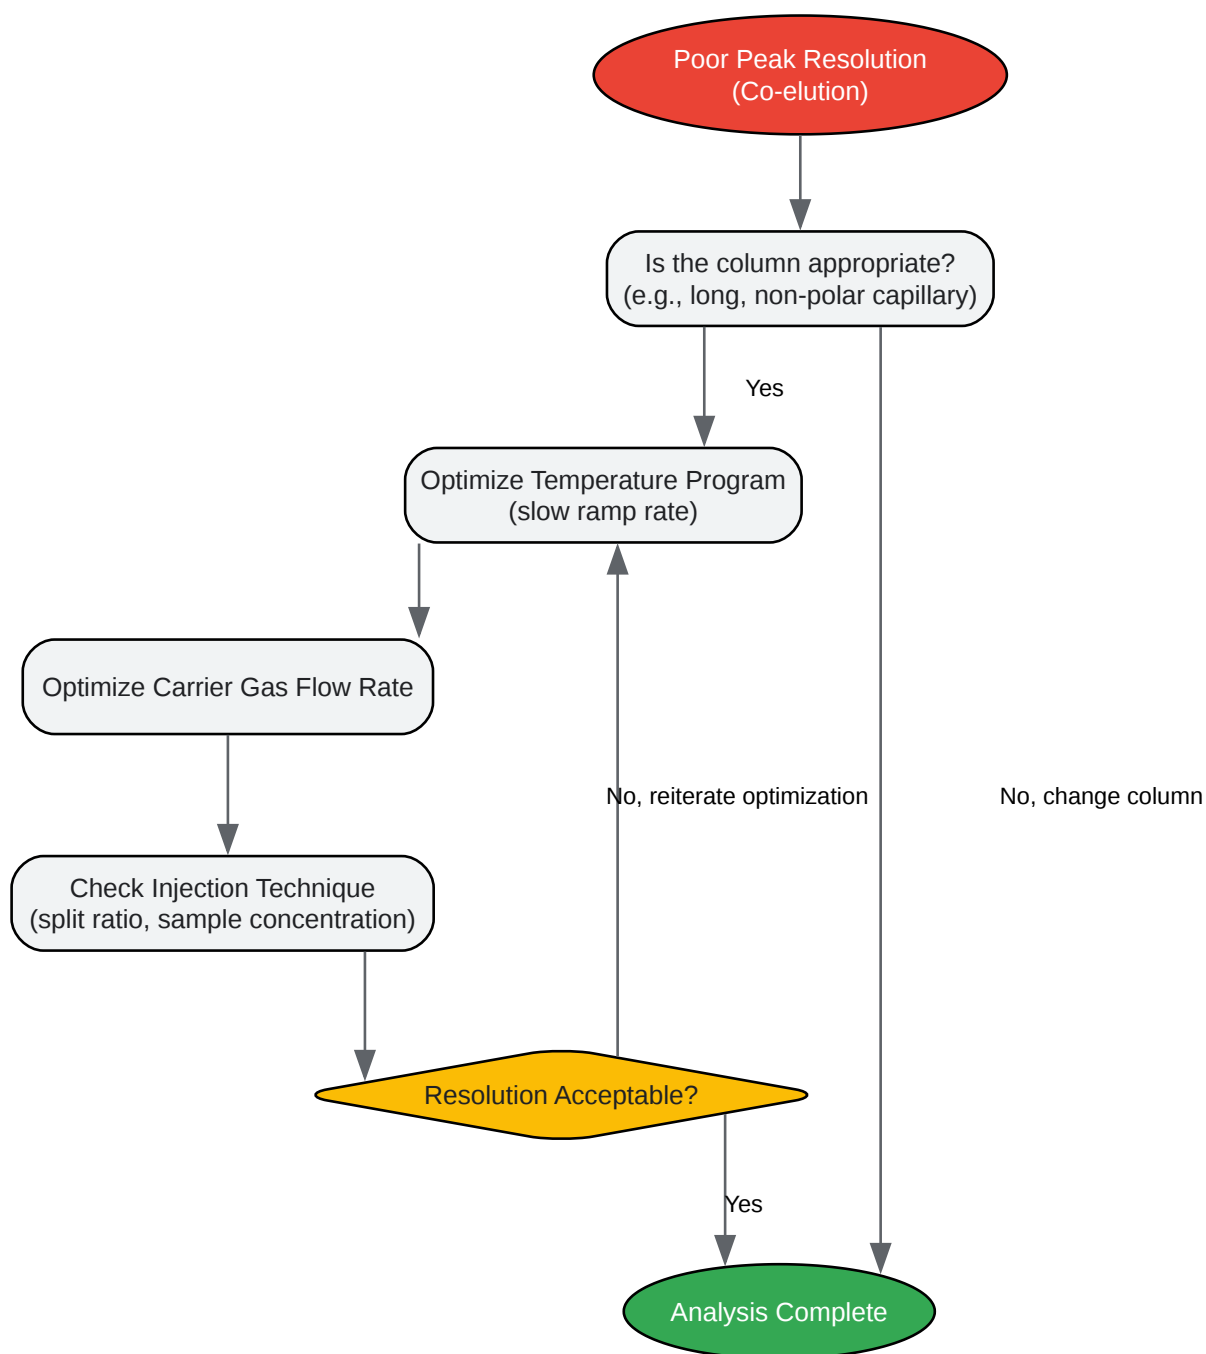 Poor Peak Resolution
(Co-elution)
Is the column appropriate?
(e.g., long, non-polar capillary)
Yes
Optimize Temperature Program
(slow ramp rate)
Optimize Carrier Gas Flow Rate
No, reiterate optimization
No, change column
Check Injection Technique
(split ratio, sample concentration)
Resolution Acceptable?
Yes
Analysis Complete